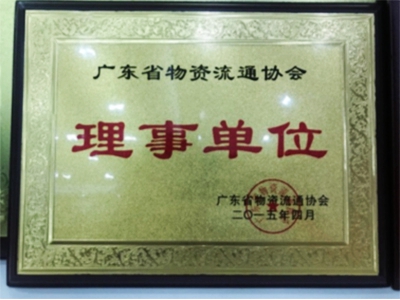 广东省物资流通协会
理事单位
广东省物资流通协会
二〇一五年四月